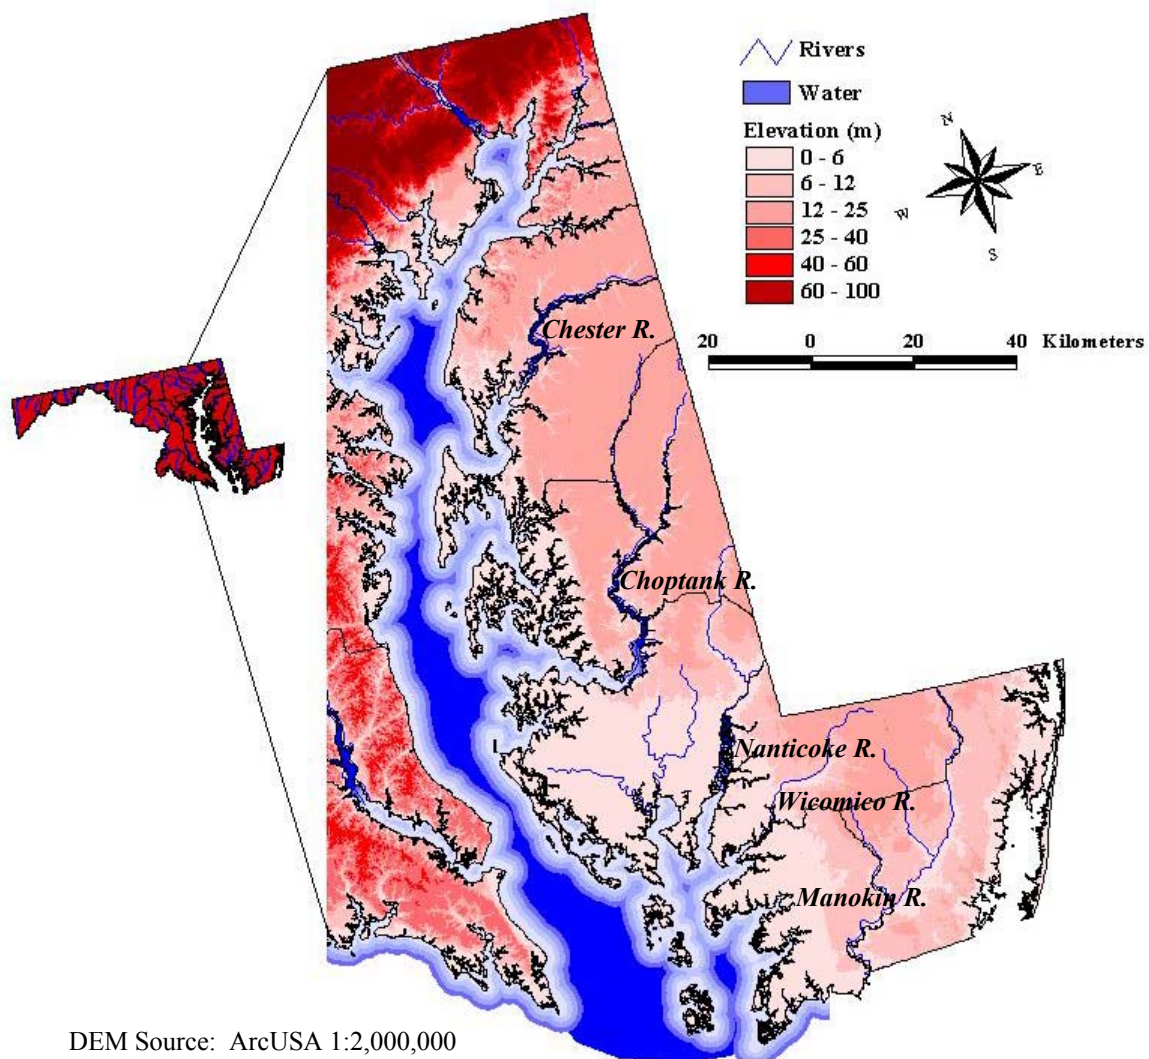 Rivers
Water
Elevation (m)
0 - 6
6 - 12
12 - 25
25 - 40
40 - 60
60 - 100
N
E
W
S
20 0 20 40 Kilometers
Chester R.
Choptank R.
Nanticoke R.
Wicomico R.
Manokin R.
DEM Source: ArcUSA 1:2,000,000